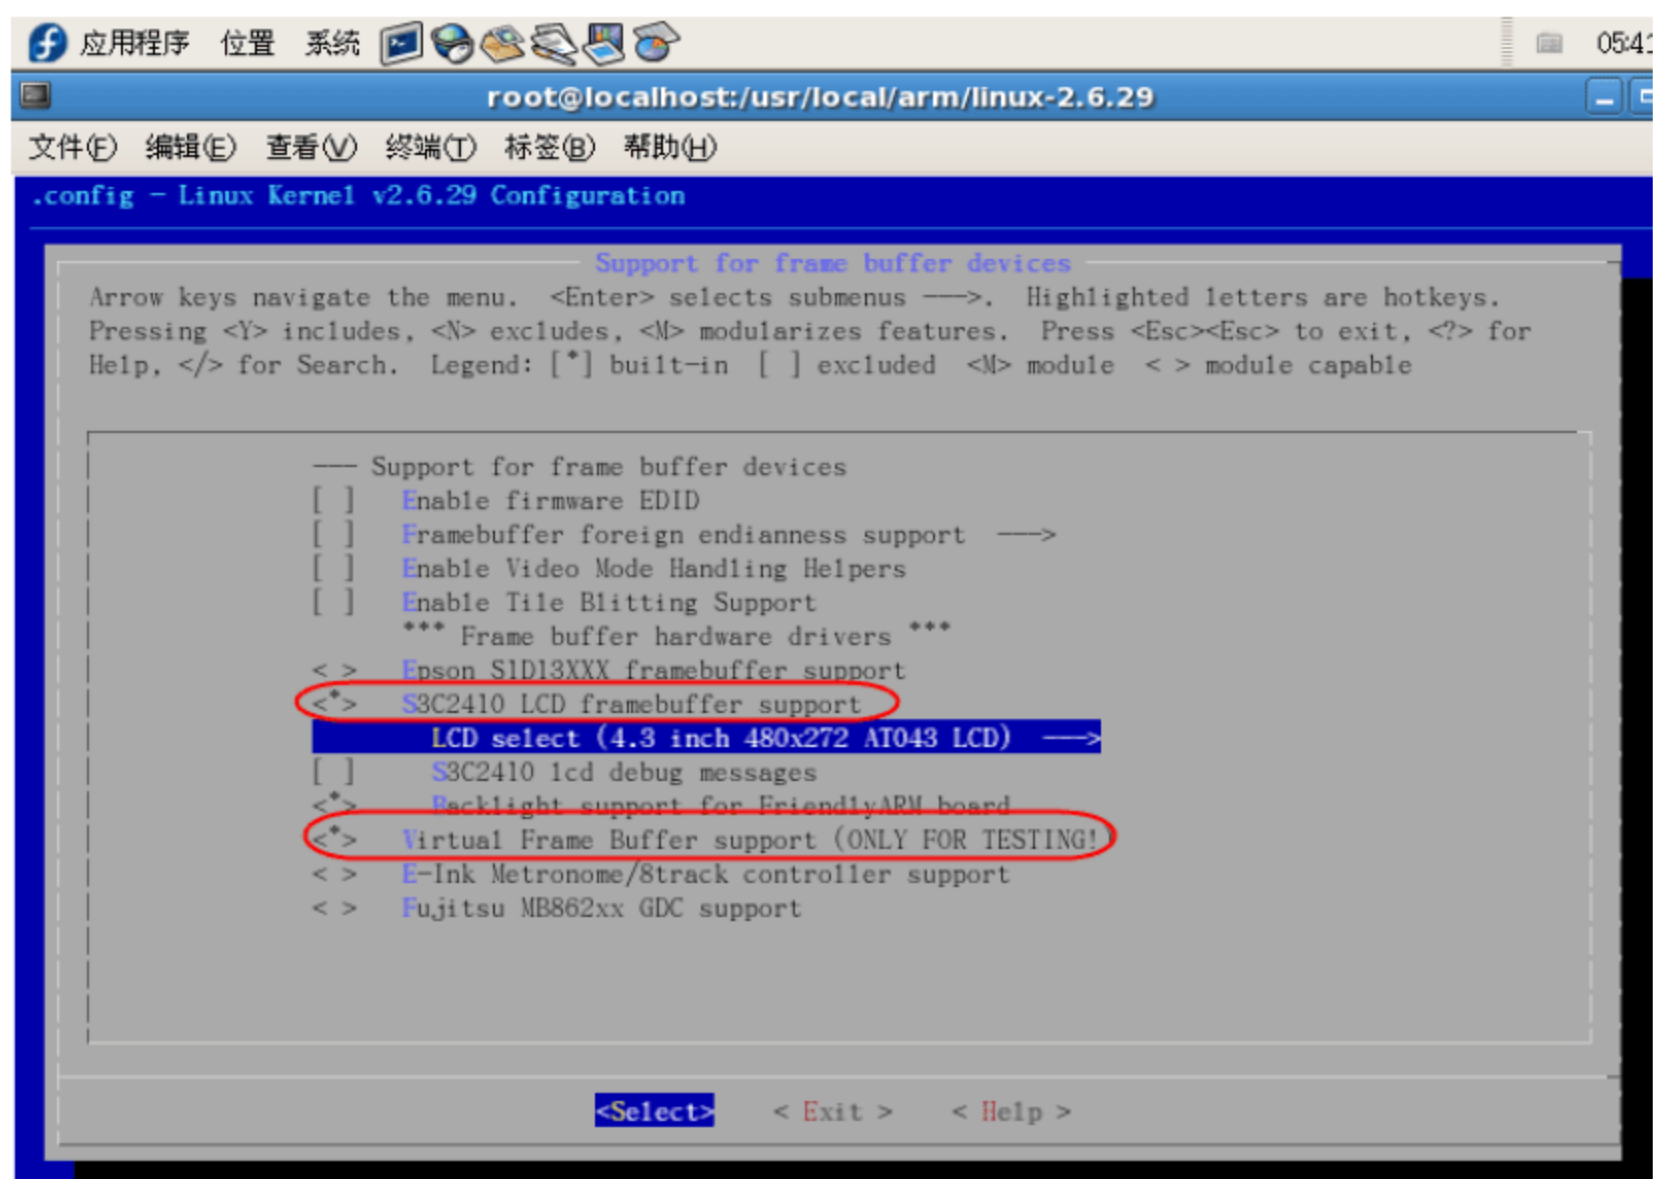 应用程序 位置 系统 05:41
root@localhost:/usr/local/arm/linux-2.6.29
文件(F) 编辑(E) 查看(V) 终端(T) 标签(B) 帮助(H)
.config - Linux Kernel v2.6.29 Configuration
Support for frame buffer devices
Arrow keys navigate the menu. <Enter> selects submenus --->. Highlighted letters are hotkeys.
Pressing <Y> includes, <N> excludes, <M> modularizes features. Press <Esc><Esc> to exit, <?> for
Help, </> for Search. Legend: [*] built-in [ ] excluded <M> module < > module capable
--- Support for frame buffer devices
[ ] Enable firmware EDID
[ ] Framebuffer foreign endianness support --->
[ ] Enable Video Mode Handling Helpers
[ ] Enable Tile Blitting Support
*** Frame buffer hardware drivers ***
< > Epson S1D13XXX framebuffer support
<*> S3C2410 LCD framebuffer support
LCD select (4.3 inch 480x272 AT043 LCD) --->
[ ] S3C2410 lcd debug messages
<*> Backlight support for FriendlyARM board
<*> Virtual Frame Buffer support (ONLY FOR TESTING!)
< > E-Ink Metronome/8track controller support
< > Fujitsu MB862xx GDC support
<Select> < Exit > < Help >